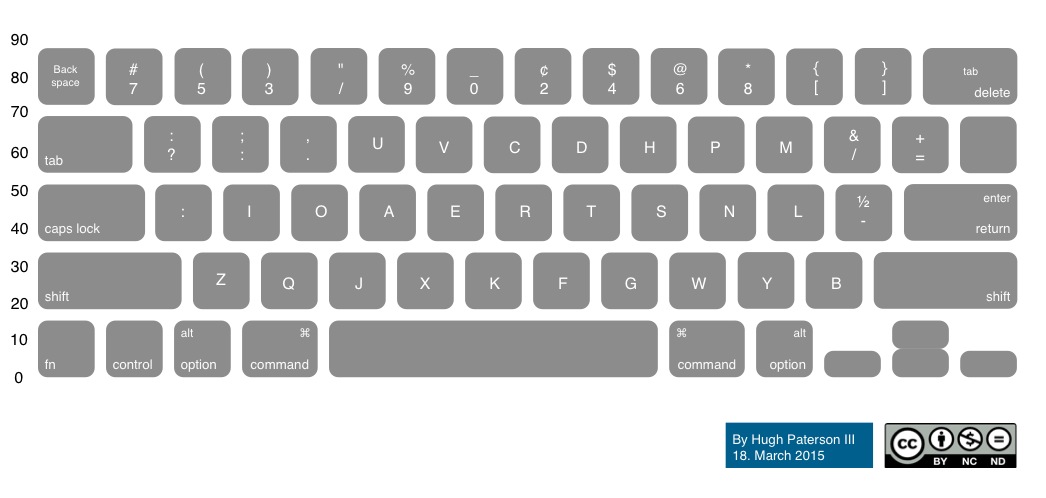 90
Back # ( ) " % _ ¢ $ @ * { } tab
80 space 7 5 3 / 9 0 2 4 6 8 [ ] delete
70
: ; , U V C D H P M & +
60 tab ? : . / =
50 enter
: I O A E R T S N L ½
40 caps lock - return
30
Z Q J X K F G W Y B
20 shift shift
10 alt ⌘ ⌘ alt
fn control option command command option
0
By Hugh Paterson III
18. March 2015
cc
BY NC ND